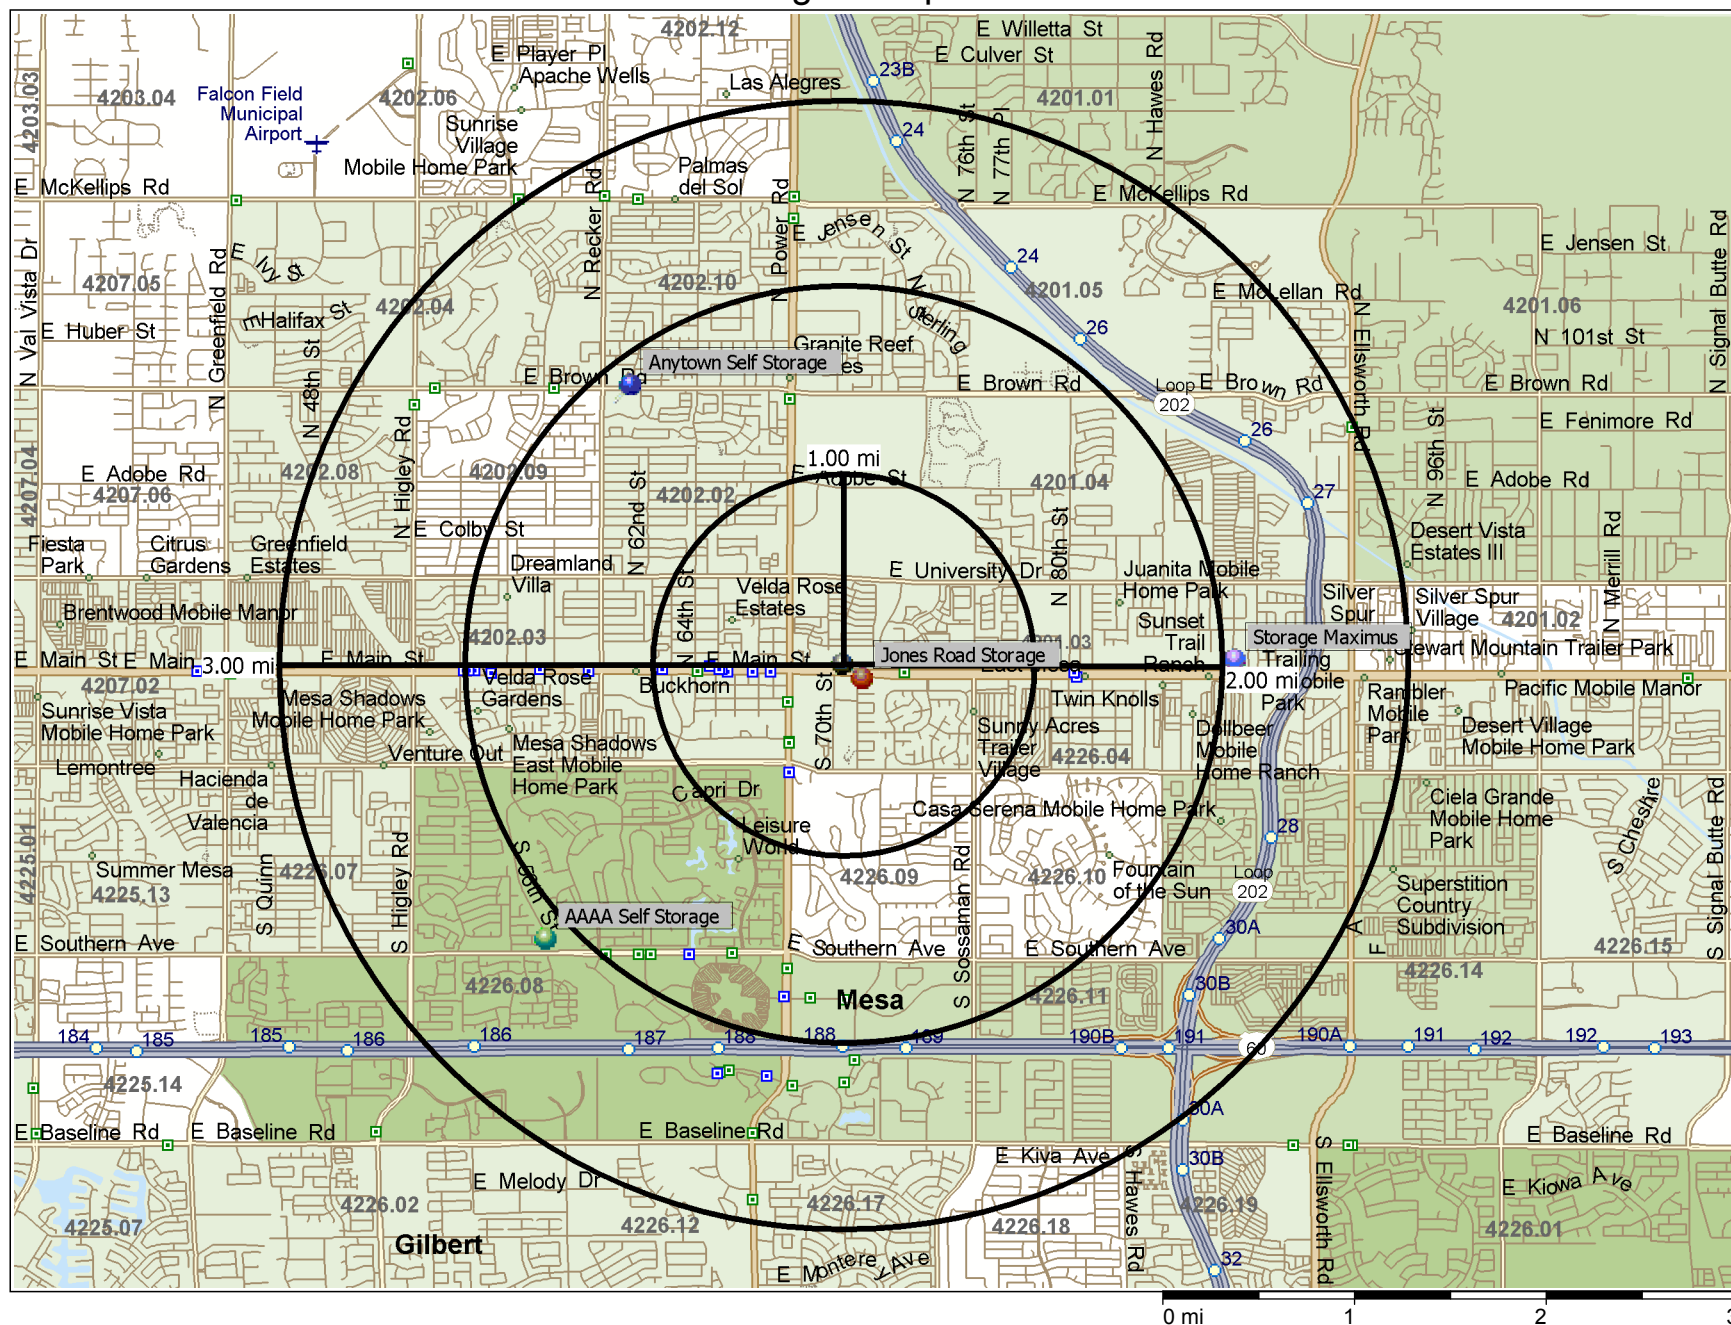 4202.12
E Willetta St
E Player Pl
E Culver St
Apache Wells
Las Alegres
23B
4203.03
4203.04
Falcon Field
Municipal
Airport
4202.06
4201.01
N Hawes Rd
Sunrise
Village
Mobile Home Park
24
N 76th St
N 77th Pl
Palmas
del Sol
E McKellips Rd
E McKellips Rd
N Recker Rd
N Power Rd
E Jensen St
E Jensen St
N Val Vista Dr
N Greenfield Rd
E Ivy St
4207.05
4202.10
24
4201.05
E McLellan Rd
4201.06
N Signal Butte Rd
4202.04
E Halifax St
E Huber St
N Sterling St
26
N Ellsworth Rd
N 101st St
N 48th St
Granite Reef
Anytown Self Storage
E Brown Rd
E Brown Rd
Loop
202
E Brown Rd
E Brown Rd
E Fenimore Rd
N Higley Rd
26
N 96th St
1.00 mi
E Adobe St
E Adobe Rd
E Adobe Rd
4207.04
4207.06
4202.08
4202.09
4202.02
4201.04
27
N 62nd St
E Colby St
N 80th St
Desert Vista
Estates III
N Merrill Rd
Fiesta
Park
Citrus
Gardens
Greenfield
Estates
Dreamland
Villa
N 64th St
Velda Rose
Estates
E University Dr
Juanita Mobile
Home Park
Silver
Spur
Silver Spur
Village
4201.02
Brentwood Mobile Manor
4202.03
Sunset
Trail
Ranch
Storage Maximus
Jones Road Storage
E Main St
E Main
3.00 mi
E Main St
E Main St
Stewart Mountain Trailer Park
Trailing
2.00 mi
Park
4207.02
Velda Rose
Gardens
Buckhorn
S 70th St
Twin Knolls
Rambler
Mobile
Park
Pacific Mobile Manor
Mesa Shadows
Mobile Home Park
Sunrise Vista
Mobile Home Park
Sunny Acres
Trailer
Village
4226.04
Dollbeer
Mobile
Home Ranch
Desert Village
Mobile Home Park
Lemontree
Venture Out
Mesa Shadows
East Mobile
Home Park
Hacienda
de
Valencia
Capri Dr
Casa Serena Mobile Home Park
Ciela Grande
Mobile Home
Park
S Cheshire
S Signal Butte Rd
4225.01
Leisure
World
28
Summer Mesa
4225.13
S Quinn
4226.07
S Higley Rd
4226.09
S Sossaman Rd
4226.10
Fountain
of the Sun
Loop
202
Superstition
Country
Subdivision
AAAA Self Storage
E Southern Ave
E Southern Ave
E Southern Ave
30A
4226.15
4226.14
4226.08
Mesa
4226.11
30B
184
185
185
186
186
187
188
188
189
190B
191
60
190A
191
192
192
193
4225.14
30A
E Baseline Rd
E Baseline Rd
E Baseline Rd
E Baseline Rd
E Kiva Ave
S Hawes Rd
30B
S Ellsworth Rd
E Melody Dr
E Kiowa Ave
4225.07
4226.02
4226.12
4226.17
4226.18
4226.19
4226.01
Gilbert
E Monterey Ave
32
0 mi
1
2
3